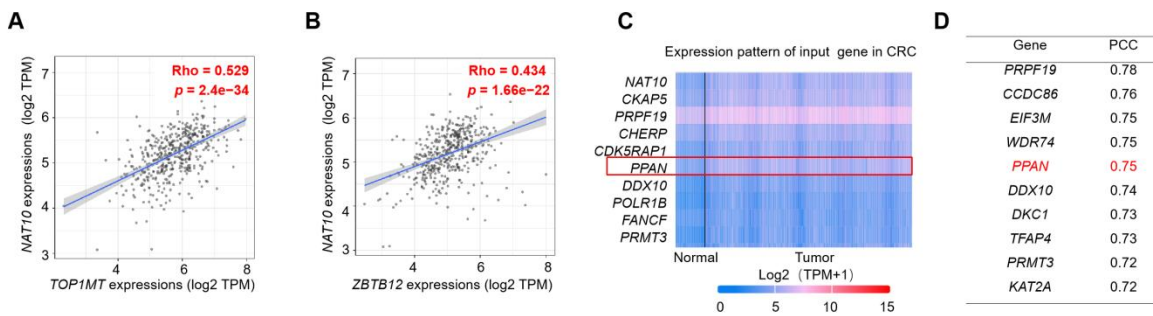 A
Rho = 0.529
p = 2.4e−34
NAT10 expressions (log2 TPM)
6
5
4
3
4
6
8
TOP1MT expressions (log2 TPM)
B
Rho = 0.434
p = 1.66e−22
NAT10 expressions (log2 TPM)
7
6
5
4
3
4
6
8
ZBTB12 expressions (log2 TPM)
C
Expression pattern of input gene in CRC
NAT10
CKAP5
PRPF19
CHERP
CDK5RAP1
PPAN
DDX10
POLR1B
FANCF
PRMT3
Normal Tumor
Log2 (TPM+1)
0 5 10 15
D
Gene PCC
PRPF19 0.78
CCDC86 0.76
EIF3M 0.75
WDR74 0.75
PPAN 0.75
DDX10 0.74
DKC1 0.73
TFAP4 0.73
PRMT3 0.72
KAT2A 0.72